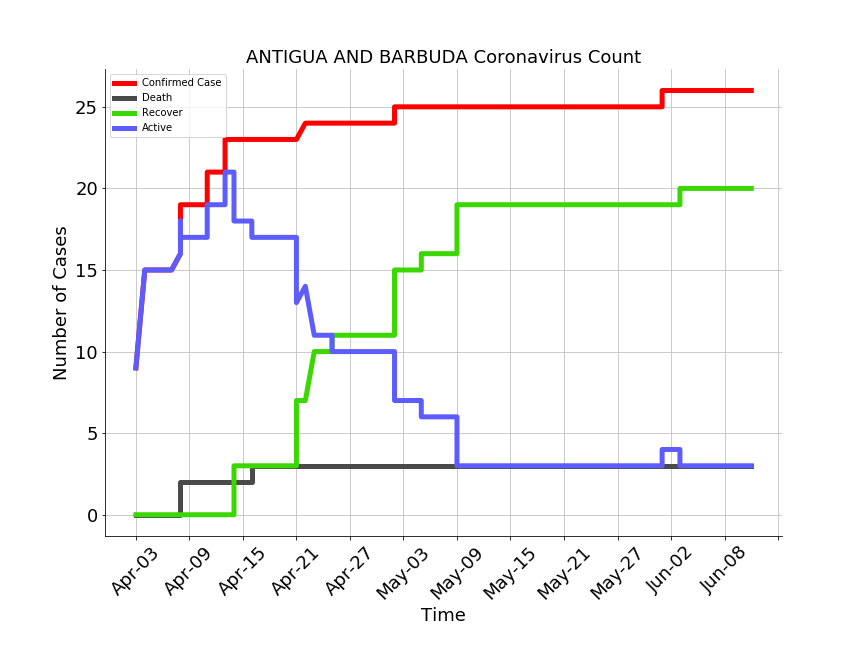 ANTIGUA AND BARBUDA Coronavirus Count
Confirmed Case
Death
Recover
Active
Number of Cases
25
20
15
10
5
0
Apr-03
Apr-09
Apr-15
Apr-21
Apr-27
May-03
May-09
May-15
May-21
May-27
Jun-02
Jun-08
Time